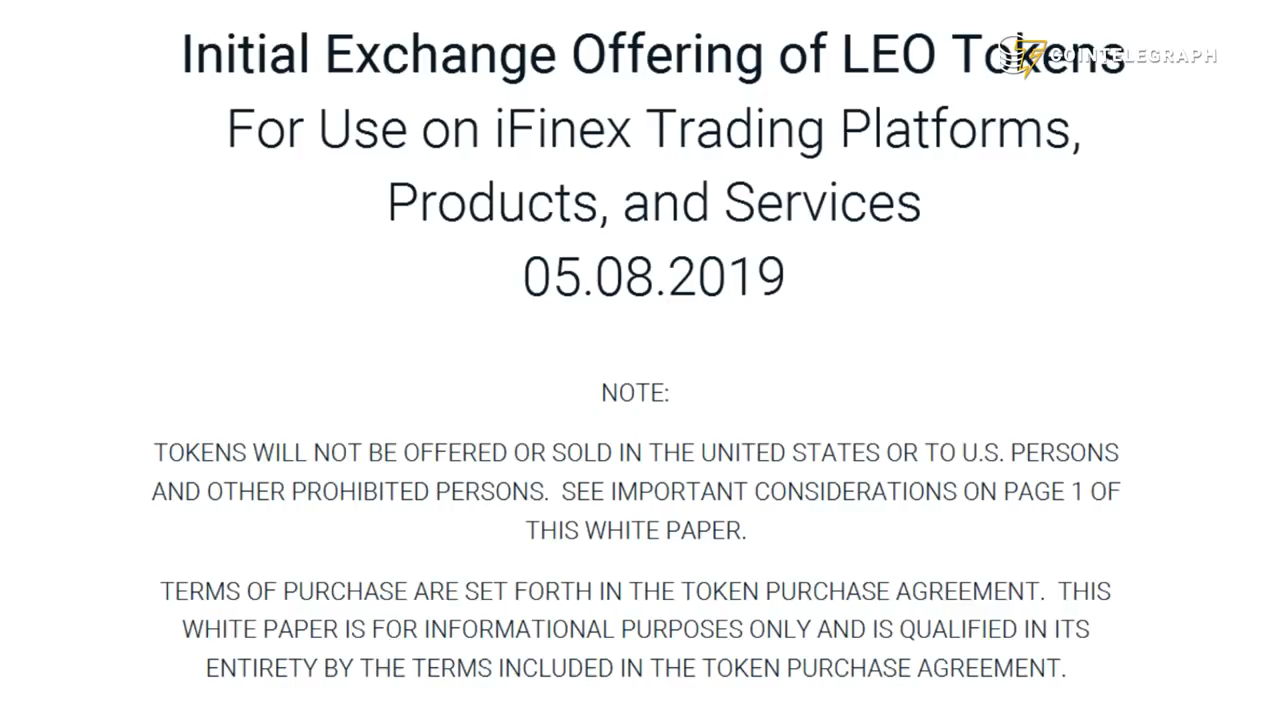 Initial Exchange Offering of LEO Tokens
COINTELEGRAPH
For Use on iFinex Trading Platforms,
Products, and Services
05.08.2019
NOTE:
TOKENS WILL NOT BE OFFERED OR SOLD IN THE UNITED STATES OR TO U.S. PERSONS
AND OTHER PROHIBITED PERSONS.  SEE IMPORTANT CONSIDERATIONS ON PAGE 1 OF
THIS WHITE PAPER.
TERMS OF PURCHASE ARE SET FORTH IN THE TOKEN PURCHASE AGREEMENT.  THIS
WHITE PAPER IS FOR INFORMATIONAL PURPOSES ONLY AND IS QUALIFIED IN ITS
ENTIRETY BY THE TERMS INCLUDED IN THE TOKEN PURCHASE AGREEMENT.